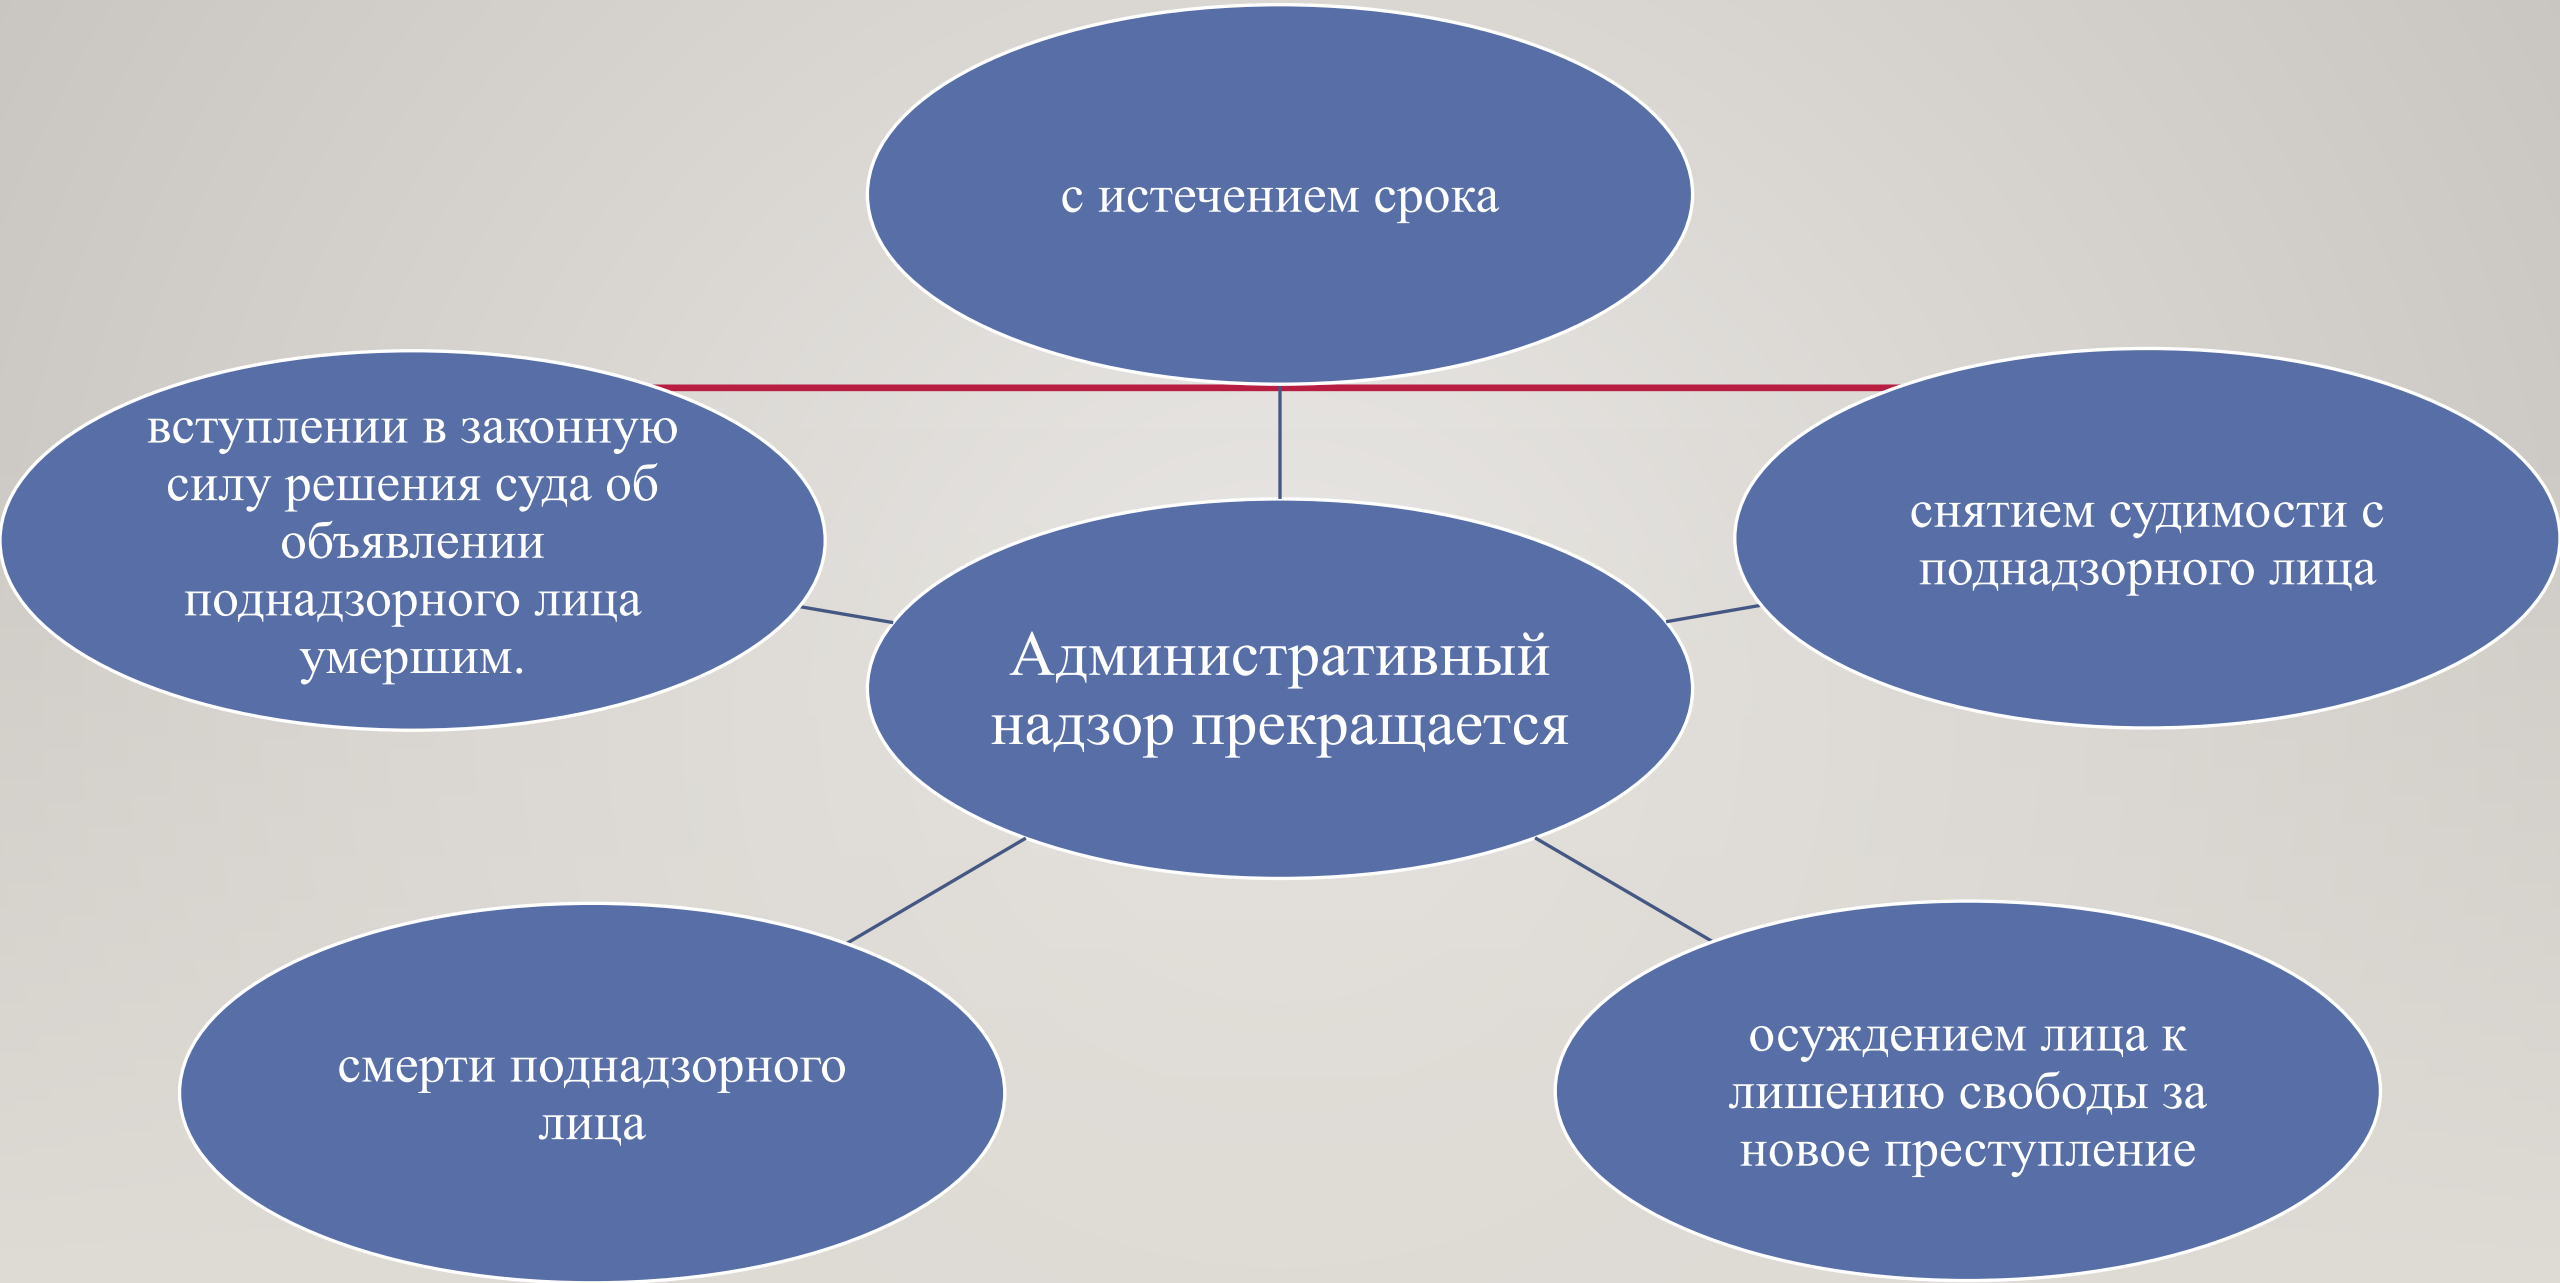 с истечением срока
вступлении в законную
силу решения суда об
объявлении
поднадзорного лица
умершим.
снятием судимости с
поднадзорного лица
Административный
надзор прекращается
смерти поднадзорного
лица
осуждением лица к
лишению свободы за
новое преступление